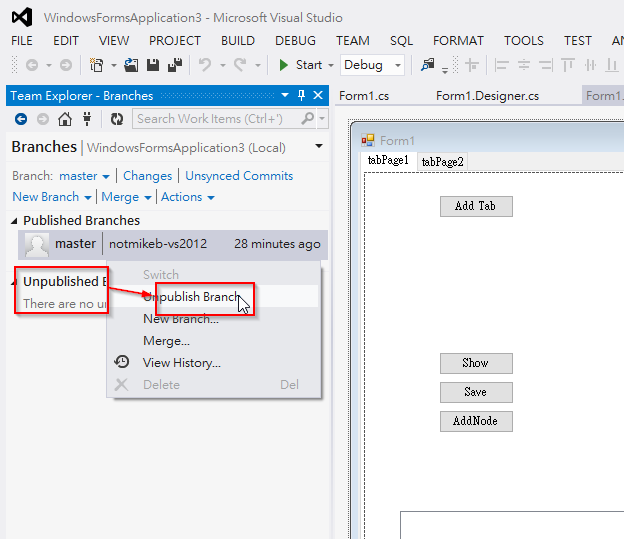 WindowsFormsApplication3 - Microsoft Visual Studio
FILE EDIT VIEW PROJECT BUILD DEBUG TEAM SQL FORMAT TOOLS TEST AN
Start Debug
Team Explorer - Branches
Form1.cs Form1.Designer.cs Form1.
Search Work Items (Ctrl+')
Branches | WindowsFormsApplication3 (Local)
Form1
Branch: master | Changes | Unsynced Commits
tabPage1 tabPage2
New Branch | Merge | Actions
Published Branches
Add Tab
master notmikeb-vs2012 28 minutes ago
Switch
Unpublished B
Unpublish Branch
There are no un
New Branch...
Merge...
View History...
Show
Delete Del
Save
AddNode